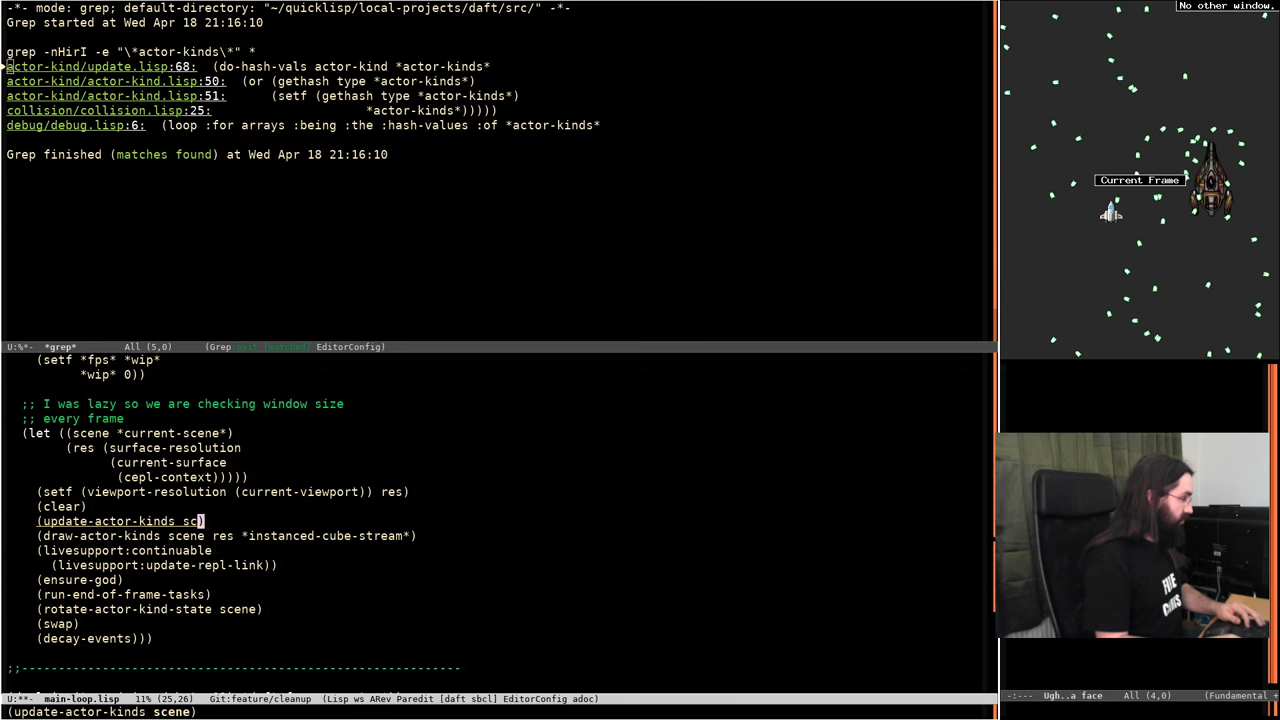 -*- mode: grep; default-directory: "~/quicklisp/local-projects/daft/src/" -*-
Grep started at Wed Apr 18 21:16:10
grep -nHirI -e "\*actor-kinds\*" *
actor-kind/update.lisp:68:  (do-hash-vals actor-kind *actor-kinds*
actor-kind/actor-kind.lisp:50:  (or (gethash type *actor-kinds*)
actor-kind/actor-kind.lisp:51:      (setf (gethash type *actor-kinds*)
collision/collision.lisp:25:                     *actor-kinds*)))))
debug/debug.lisp:6:  (loop :for arrays :being :the :hash-values :of *actor-kinds*
Grep finished (matches found) at Wed Apr 18 21:16:10
U:%*-  *grep*       All (5,0)      (Grep:exit [matched] EditorConfig)
(setf *fps* *wip*
*wip* 0))
;; I was lazy so we are checking window size
;; every frame
(let ((scene *current-scene*)
(res (surface-resolution
(current-surface
(cepl-context)))))
(setf (viewport-resolution (current-viewport)) res)
(clear)
(update-actor-kinds sc)
(draw-actor-kinds scene res *instanced-cube-stream*)
(livesupport:continuable
(livesupport:update-repl-link))
(ensure-god)
(run-end-of-frame-tasks)
(rotate-actor-kind-state scene)
(swap)
(decay-events)))
;;------------------------------------------------------------
U:**-  main-loop.lisp   11% (25,26)    Git:feature/cleanup  (Lisp ws ARev Paredit [daft sbcl] EditorConfig adoc)
(update-actor-kinds scene)
No other window.
Current Frame
-:---  Ugh..a face    All (4,0)      (Fundamental +